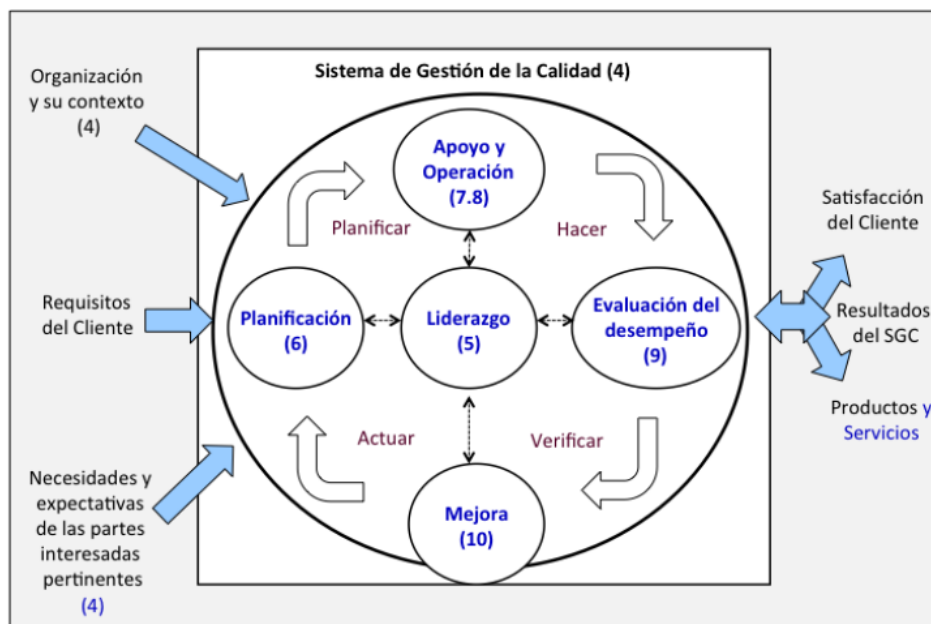 Sistema de Gestión de la Calidad (4)
Organización
y su contexto
(4)
Apoyo y
Operación
(7.8)
Planificar
Hacer
Satisfacción
del Cliente
Requisitos
del Cliente
Planificación
(6)
Liderazgo
(5)
Evaluación del
desempeño
(9)
Resultados
del SGC
Actuar
Verificar
Productos y
Servicios
Necesidades y
expectativas
de las partes
interesadas
pertinentes
(4)
Mejora
(10)